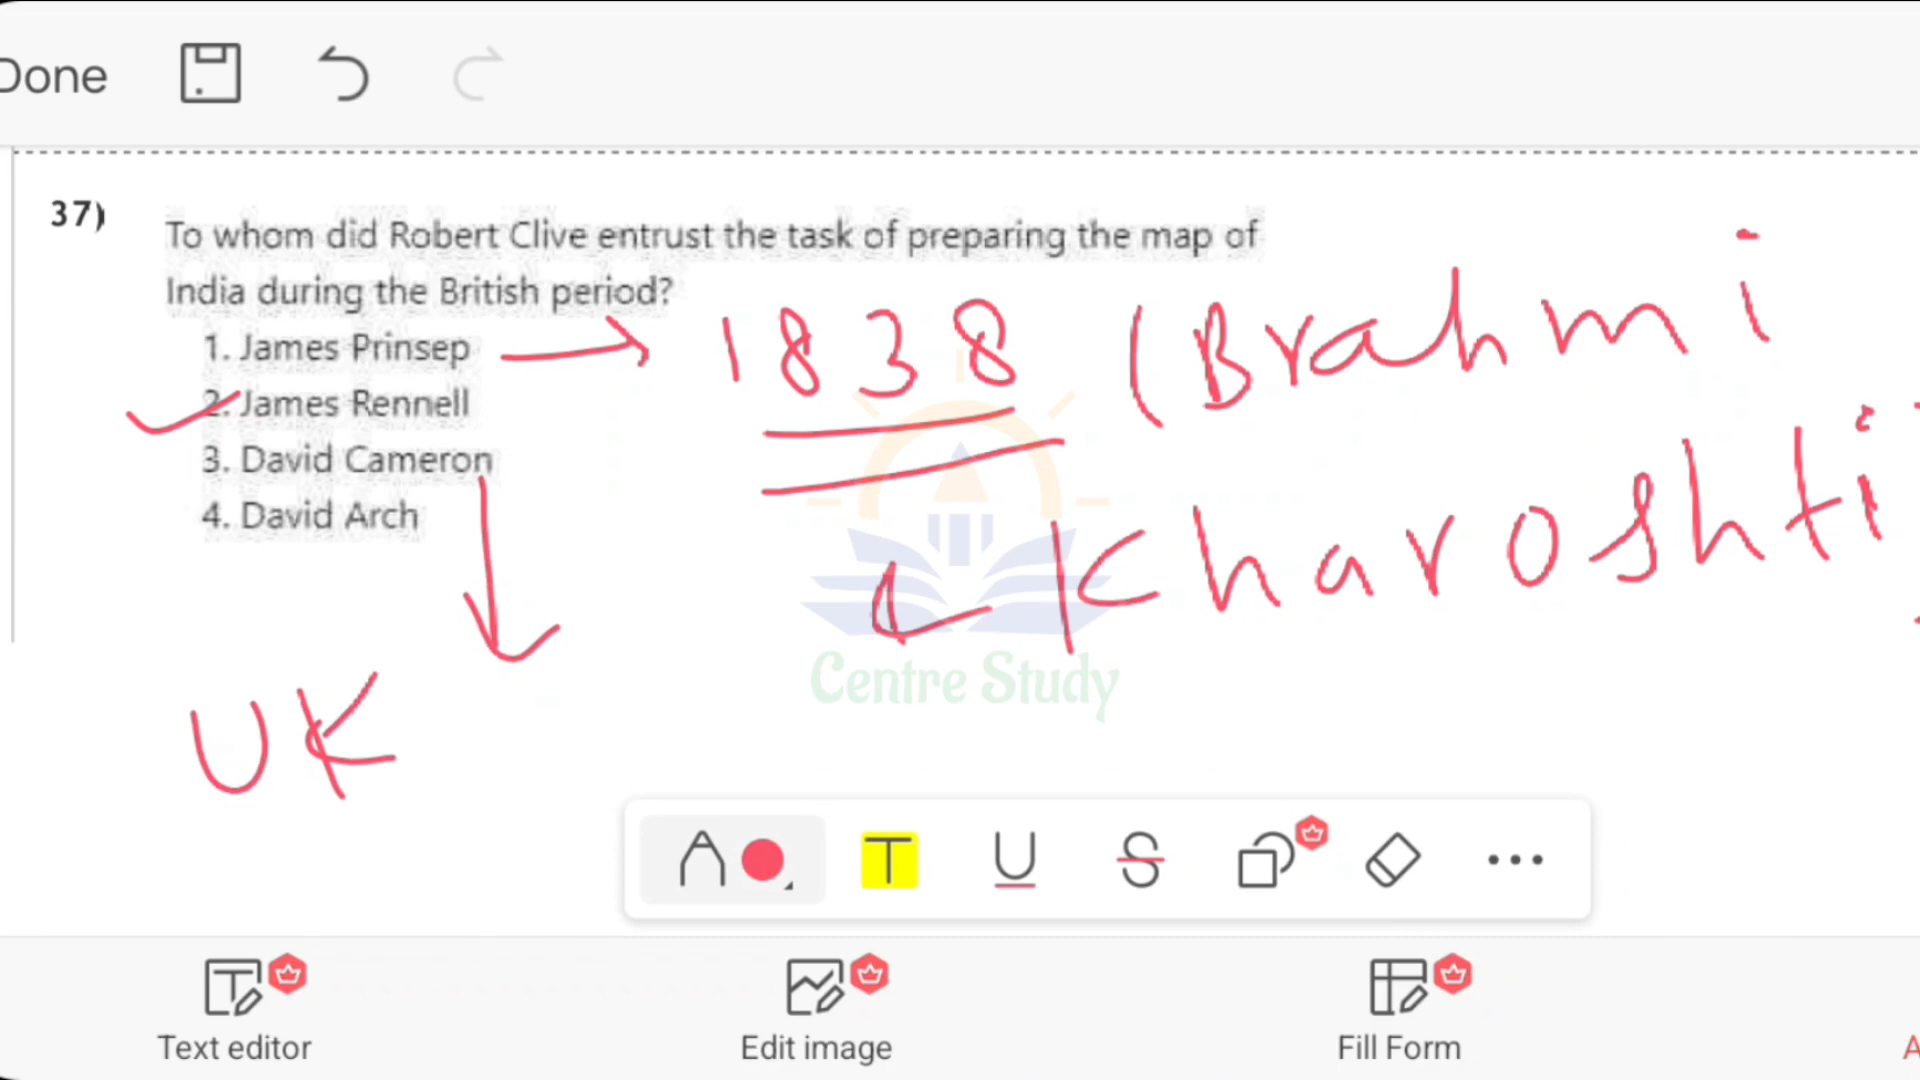 Done
37)
To whom did Robert Clive entrust the task of preparing the map of
India during the British period?
1. James Prinsep
2. James Rennell
3. David Cameron
4. David Arch
1838 (Brahmi
Kharoshti
UK
Centre Study
Text editor
Edit image
Fill Form
A